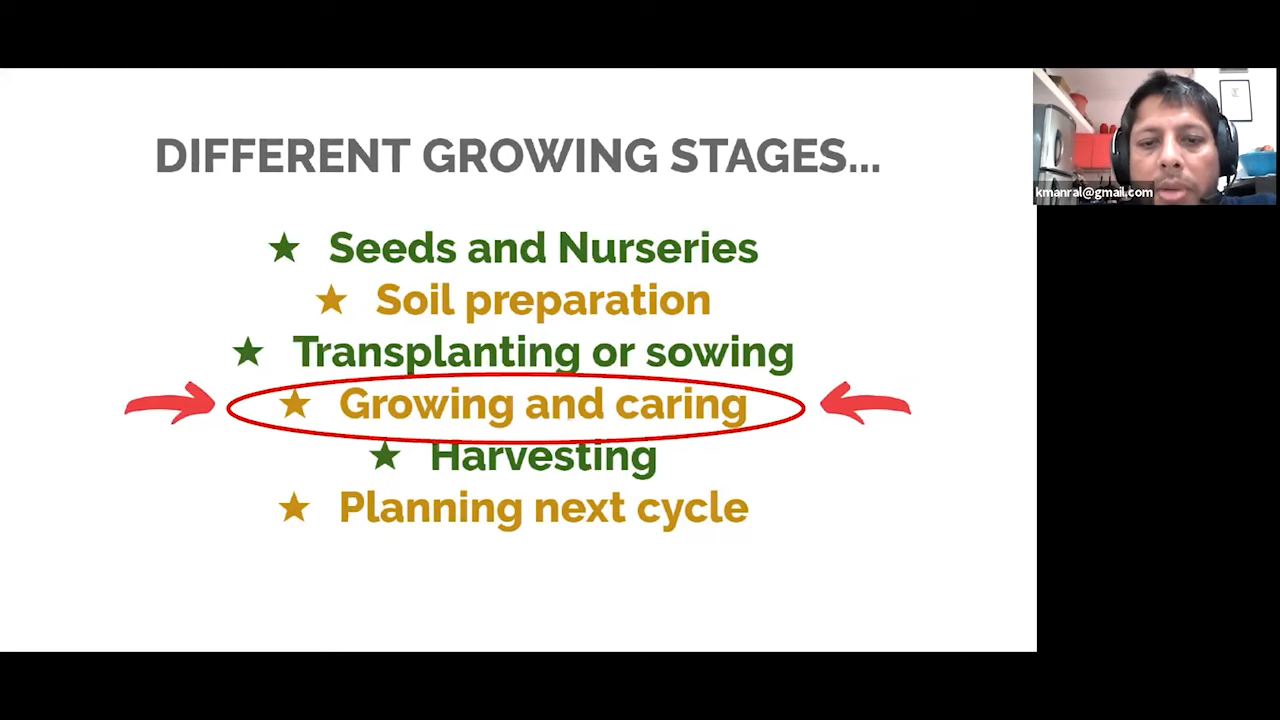 DIFFERENT GROWING STAGES...
★ Seeds and Nurseries
★ Soil preparation
★ Transplanting or sowing
★ Growing and caring
★ Harvesting
★ Planning next cycle
kmanral@gmail.com